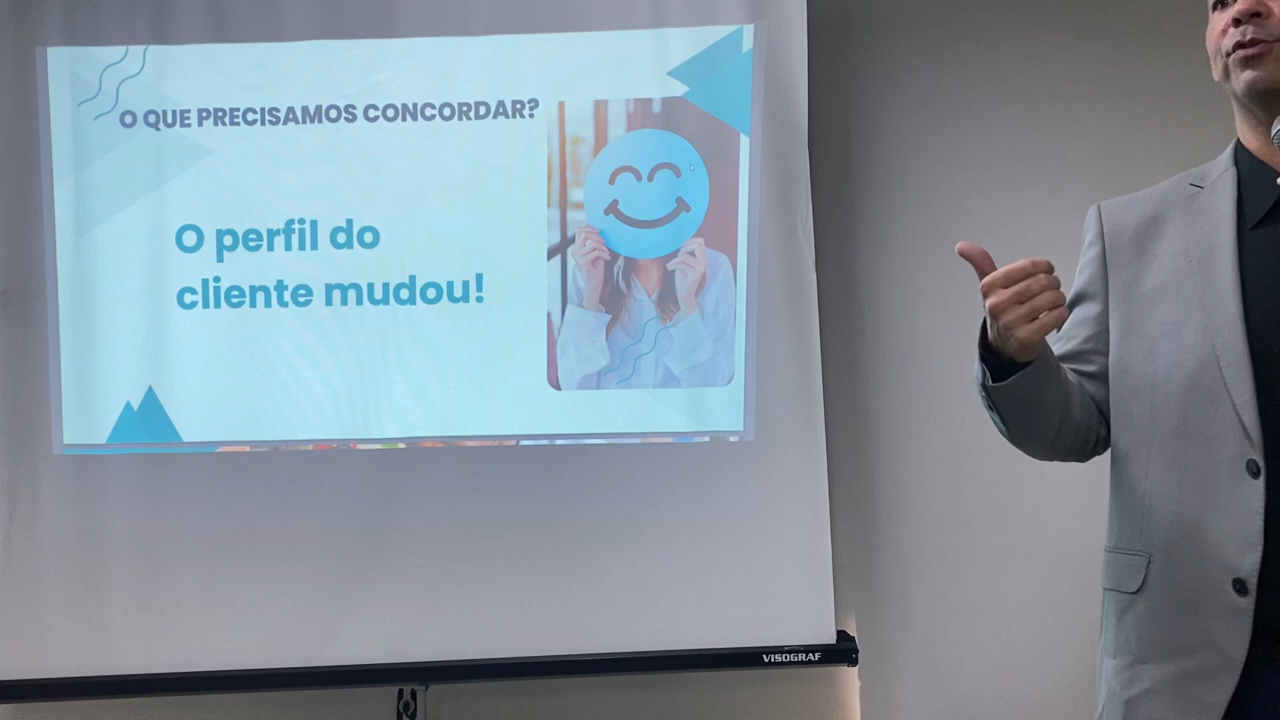 O QUE PRECISAMOS CONCORDAR?
O perfil do
cliente mudou!
VISOGRAF